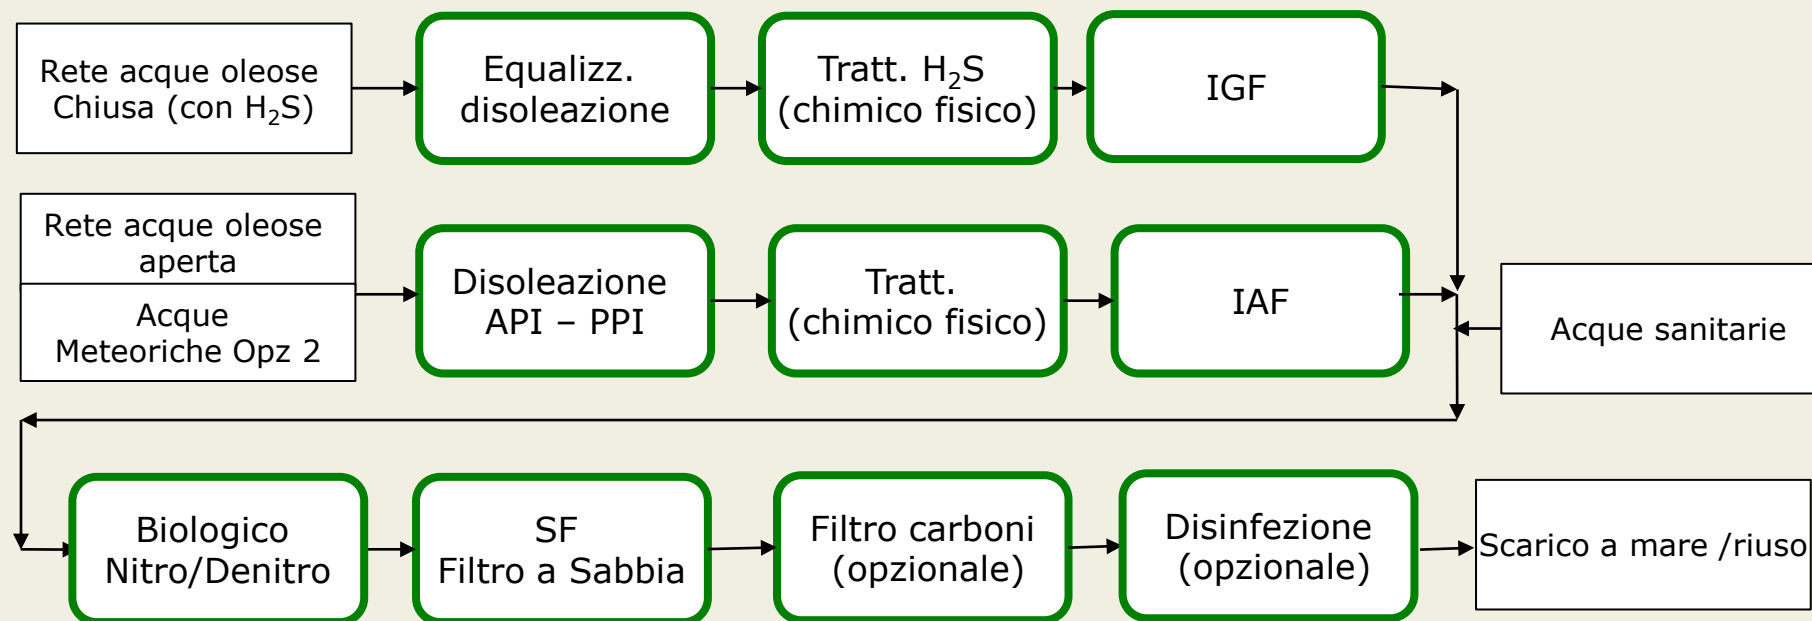 Rete acque oleose
Chiusa (con H₂S)
Equalizz.
disoleazione
Tratt. H₂S
(chimico fisico)
IGF
Rete acque oleose
aperta
Acque
Meteoriche Opz 2
Disoleazione
API – PPI
Tratt.
(chimico fisico)
IAF
Acque sanitarie
Biologico
Nitro/Denitro
SF
Filtro a Sabbia
Filtro carboni
(opzionale)
Disinfezione
(opzionale)
Scarico a mare /riuso